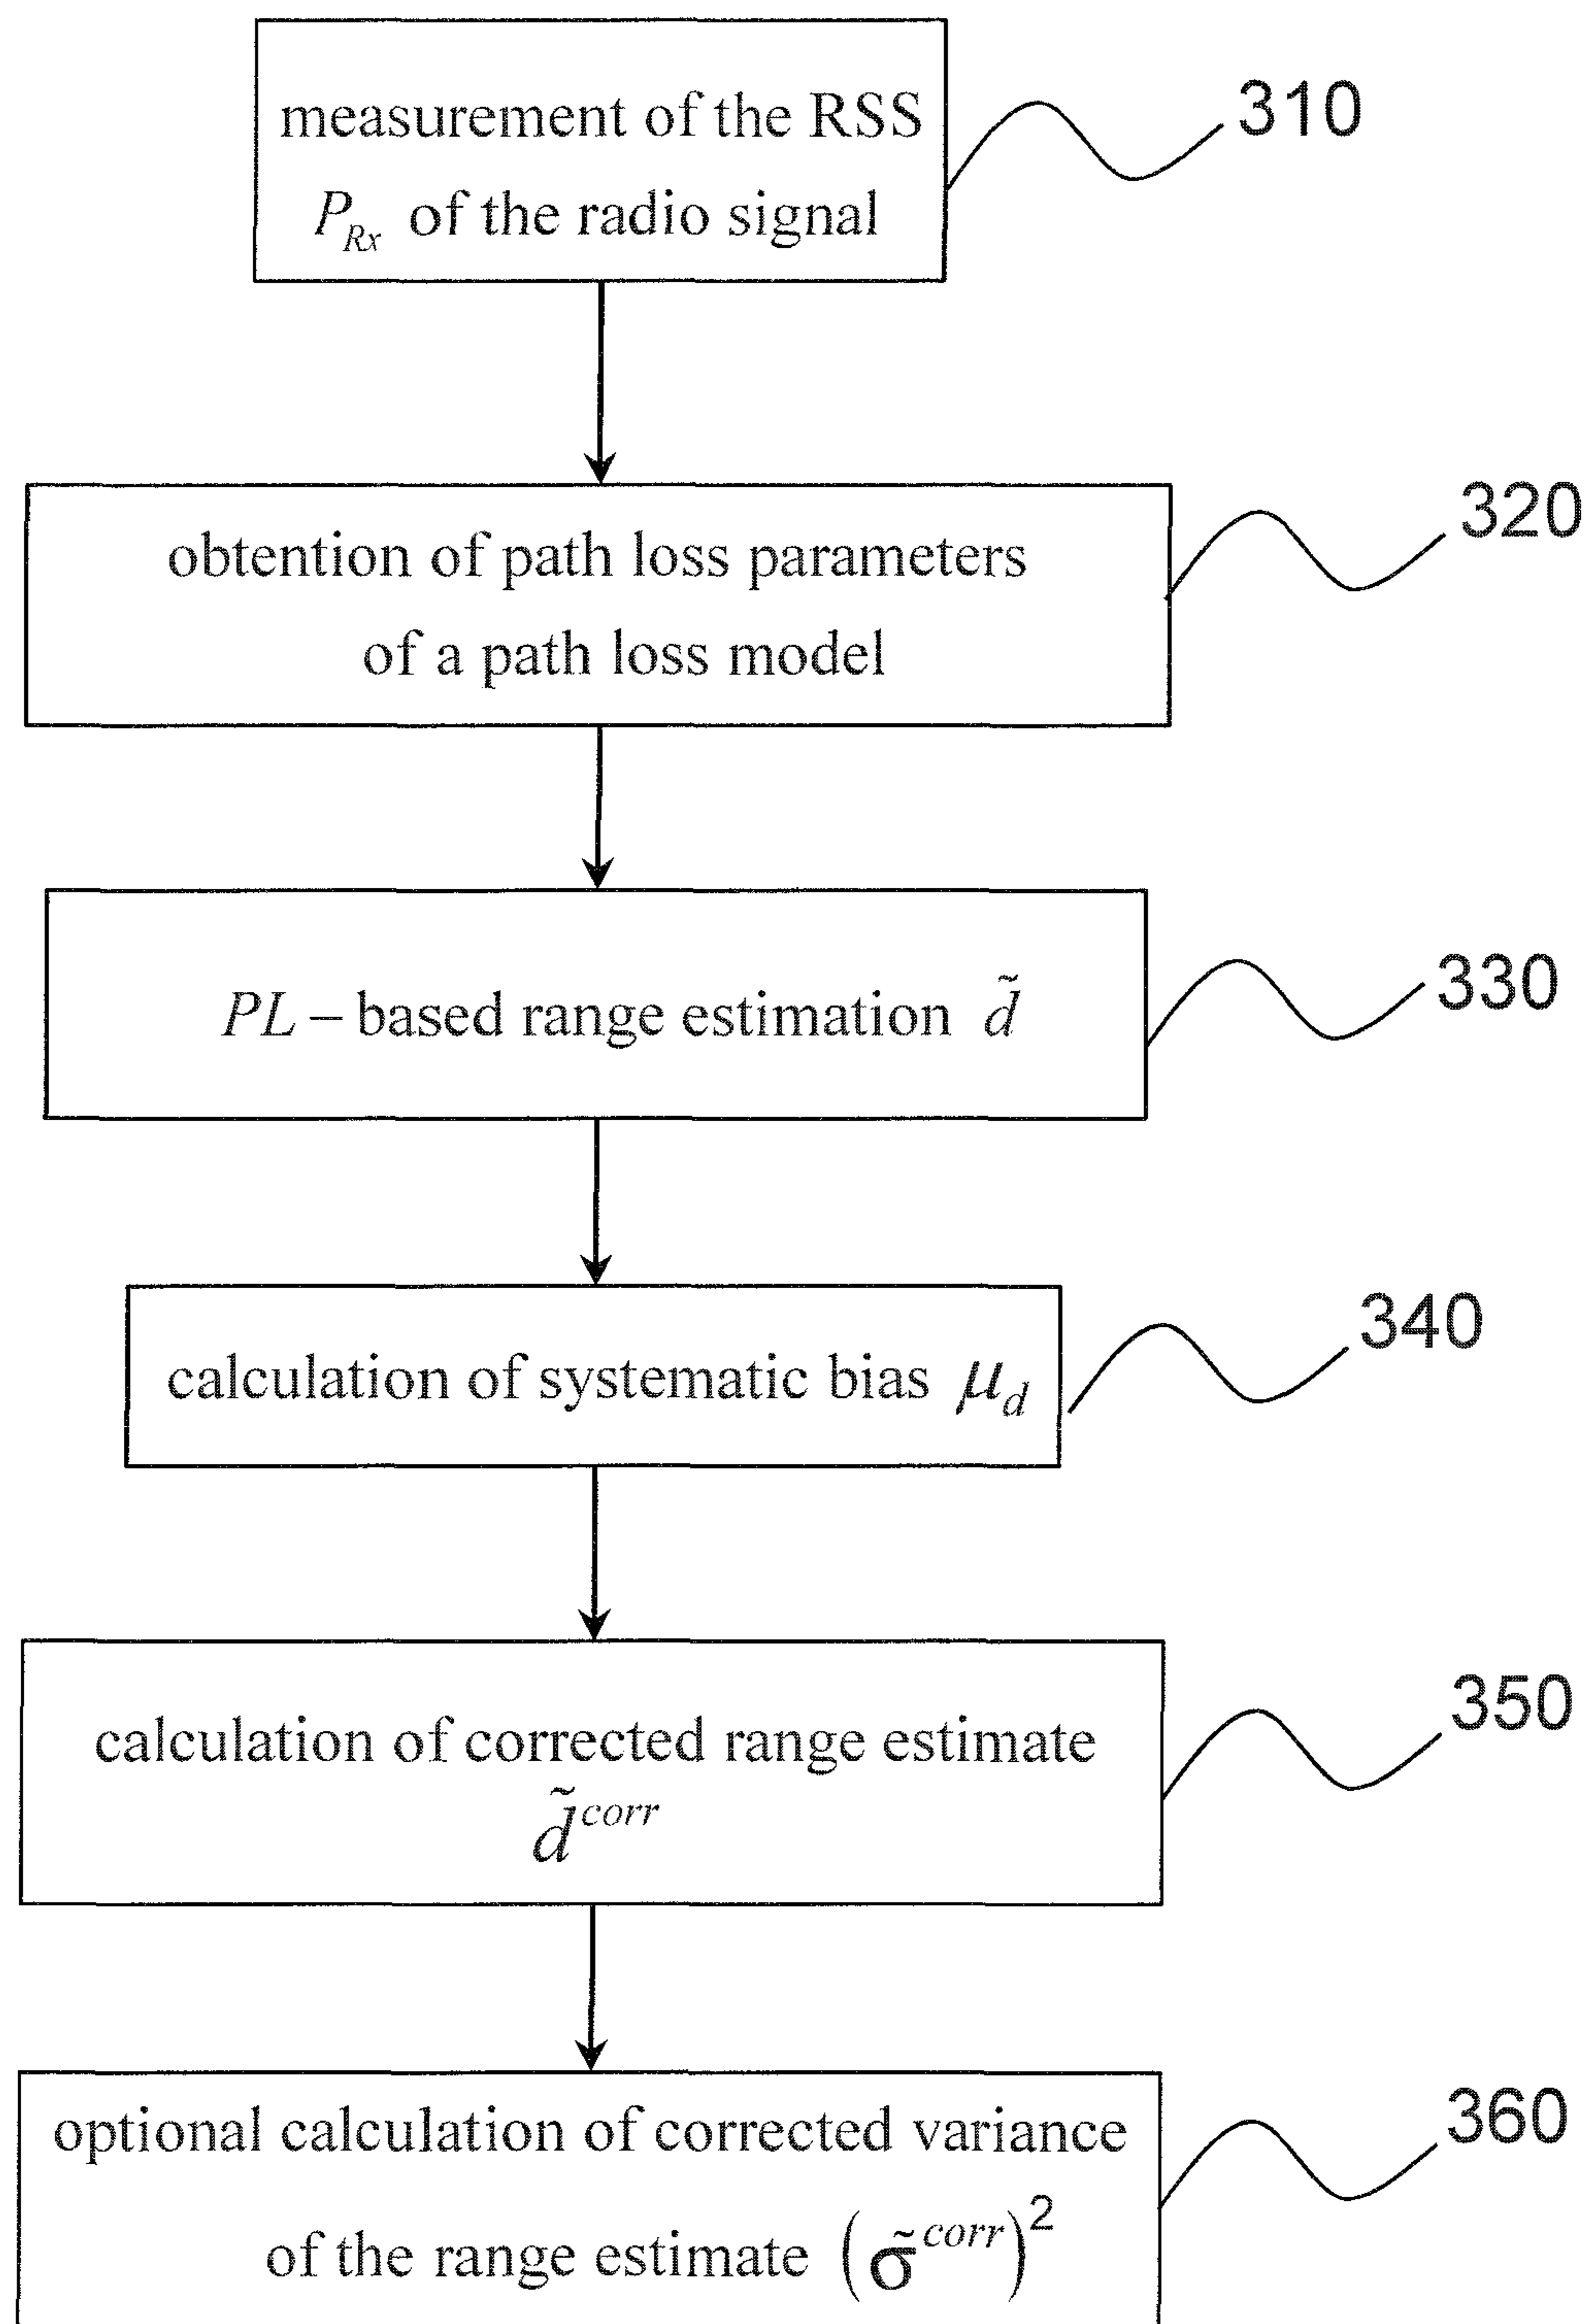 measurement of the RSS
P_Rx of the radio signal
310
obtention of path loss parameters
of a path loss model
320
PL – based range estimation d̃
330
calculation of systematic bias μ_d
340
calculation of corrected range estimate
d̃^corr
350
optional calculation of corrected variance
of the range estimate (σ̃^corr)^2
360